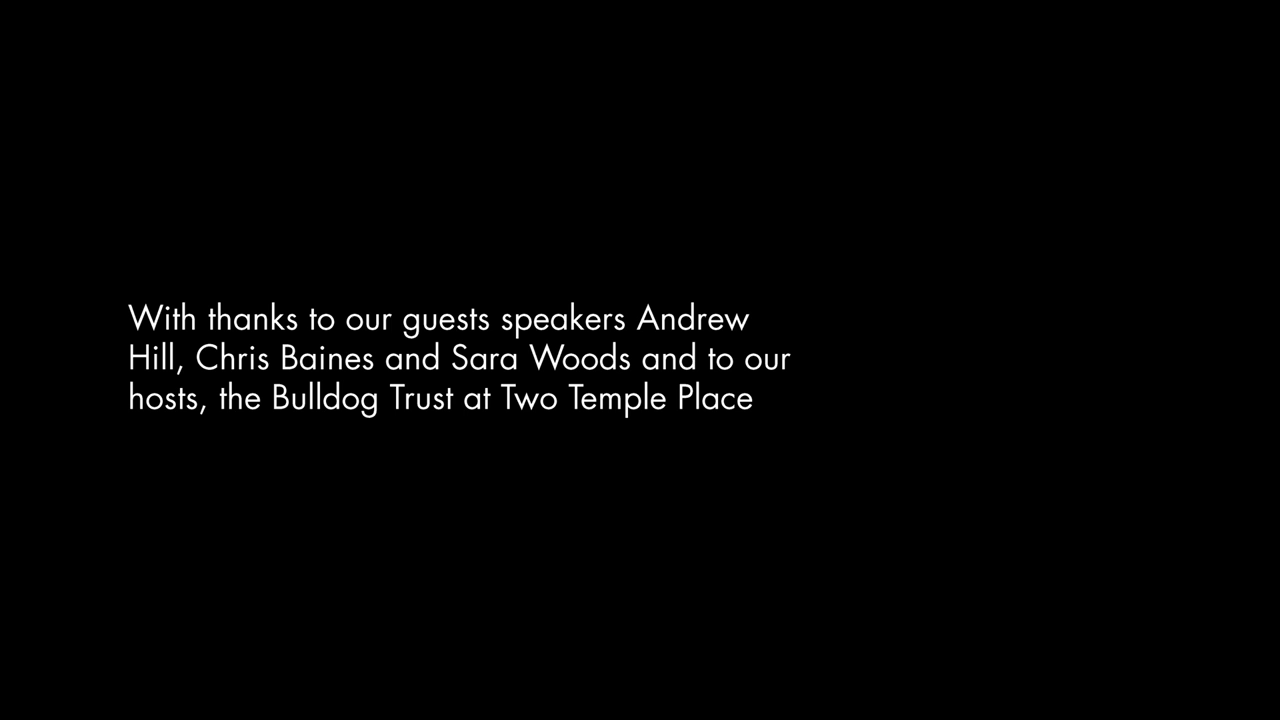 With thanks to our guests speakers Andrew
Hill, Chris Baines and Sara Woods and to our
hosts, the Bulldog Trust at Two Temple Place